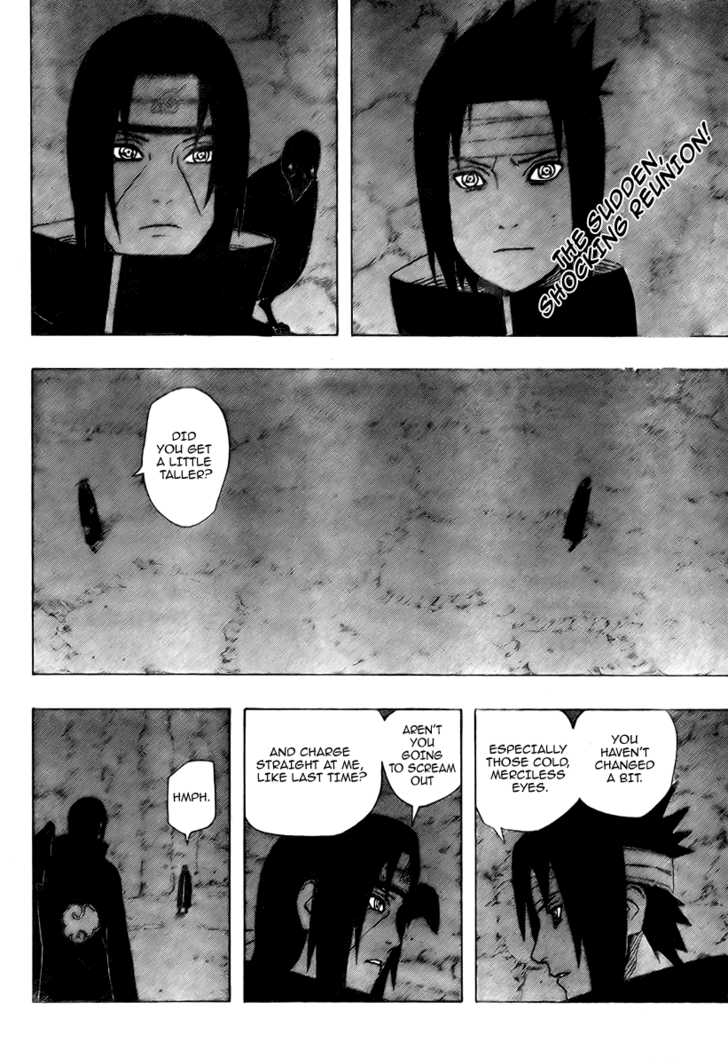 THE SUDDEN,
SHOCKING REUNION!
DID
YOU GET
A LITTLE
TALLER?
YOU
HAVEN'T
CHANGED
A BIT.
ESPECIALLY
THOSE COLD,
MERCILESS
EYES.
AREN'T
YOU
GOING
TO SCREAM
OUT
AND CHARGE
STRAIGHT AT ME,
LIKE LAST TIME?
HMPH.